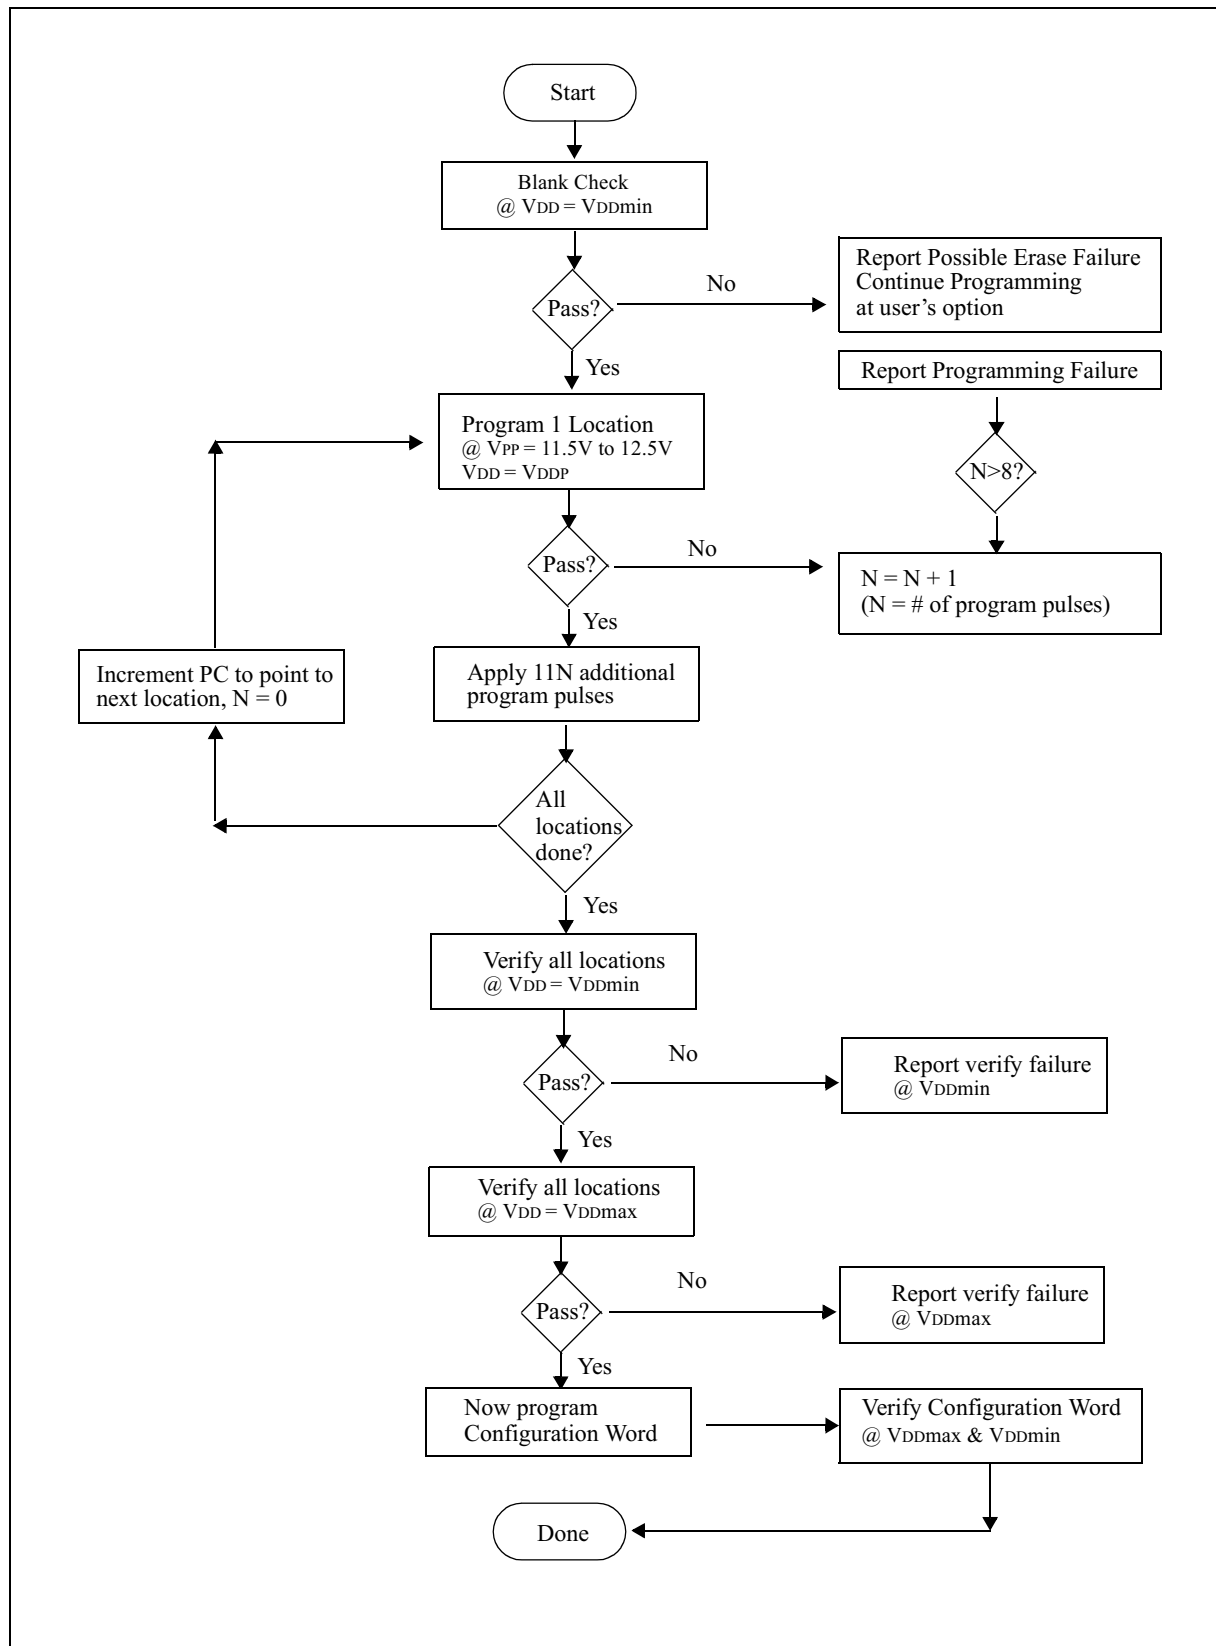 Start
Blank Check
@ VDD = VDDmin
Pass?
No
Report Possible Erase Failure
Continue Programming
at user’s option
Yes
Report Programming Failure
Program 1 Location
@ VPP = 11.5V to 12.5V
VDD = VDDP
N>8?
Pass?
No
N = N + 1
(N = # of program pulses)
Yes
Increment PC to point to
next location, N = 0
Apply 11N additional
program pulses
All
locations
done?
Yes
Verify all locations
@ VDD = VDDmin
Pass?
No
Report verify failure
@ VDDmin
Yes
Verify all locations
@ VDD = VDDmax
Pass?
No
Report verify failure
@ VDDmax
Yes
Now program
Configuration Word
Verify Configuration Word
@ VDDmax & VDDmin
Done